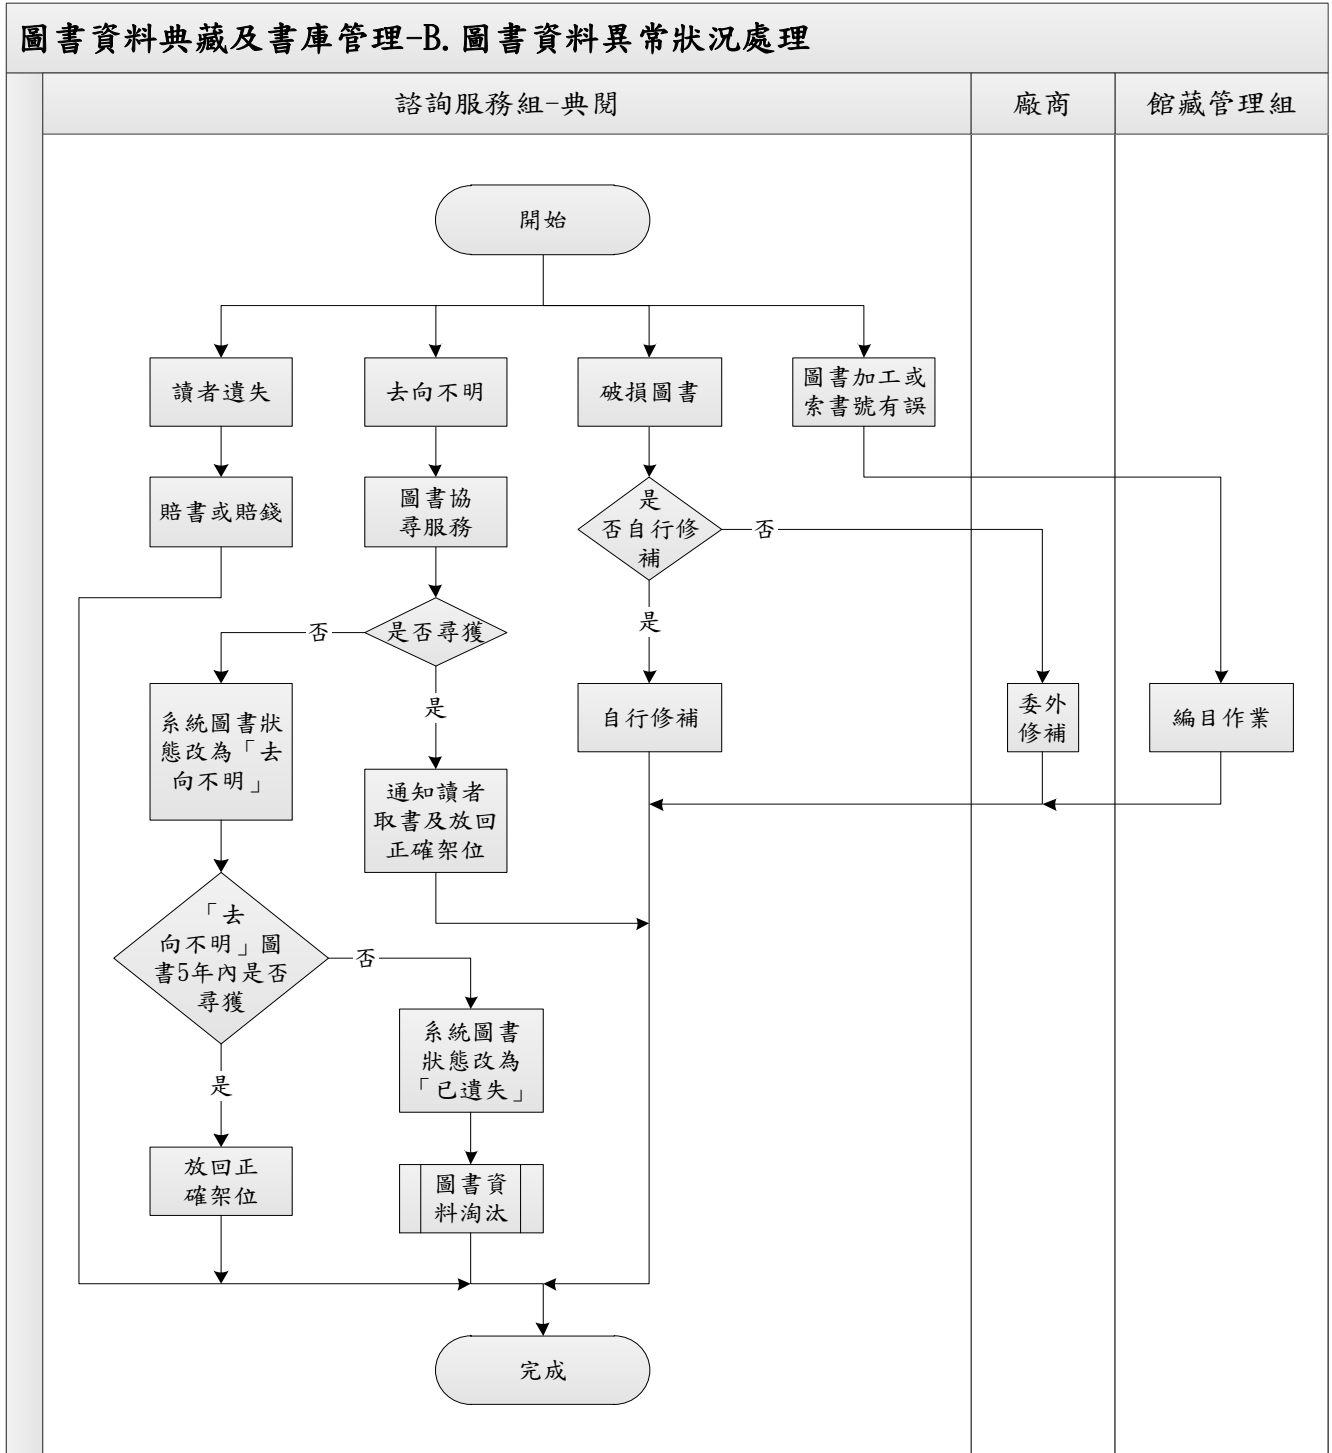 圖書資料典藏及書庫管理-B.圖書資料異常狀況處理
諮詢服務組-典閱
廠商
館藏管理組
開始
讀者遺失
去向不明
破損圖書
圖書加工或
索書號有誤
賠書或賠錢
圖書協
尋服務
是
否自行修
補
否
是
是否尋獲
否
是
系統圖書狀
態改為「去
向不明」
自行修補
委外
修補
編目作業
通知讀者
取書及放回
正確架位
「去
向不明」圖
書5年內是否
尋獲
否
是
系統圖書
狀態改為
「已遺失」
放回正
確架位
圖書資
料淘汰
完成